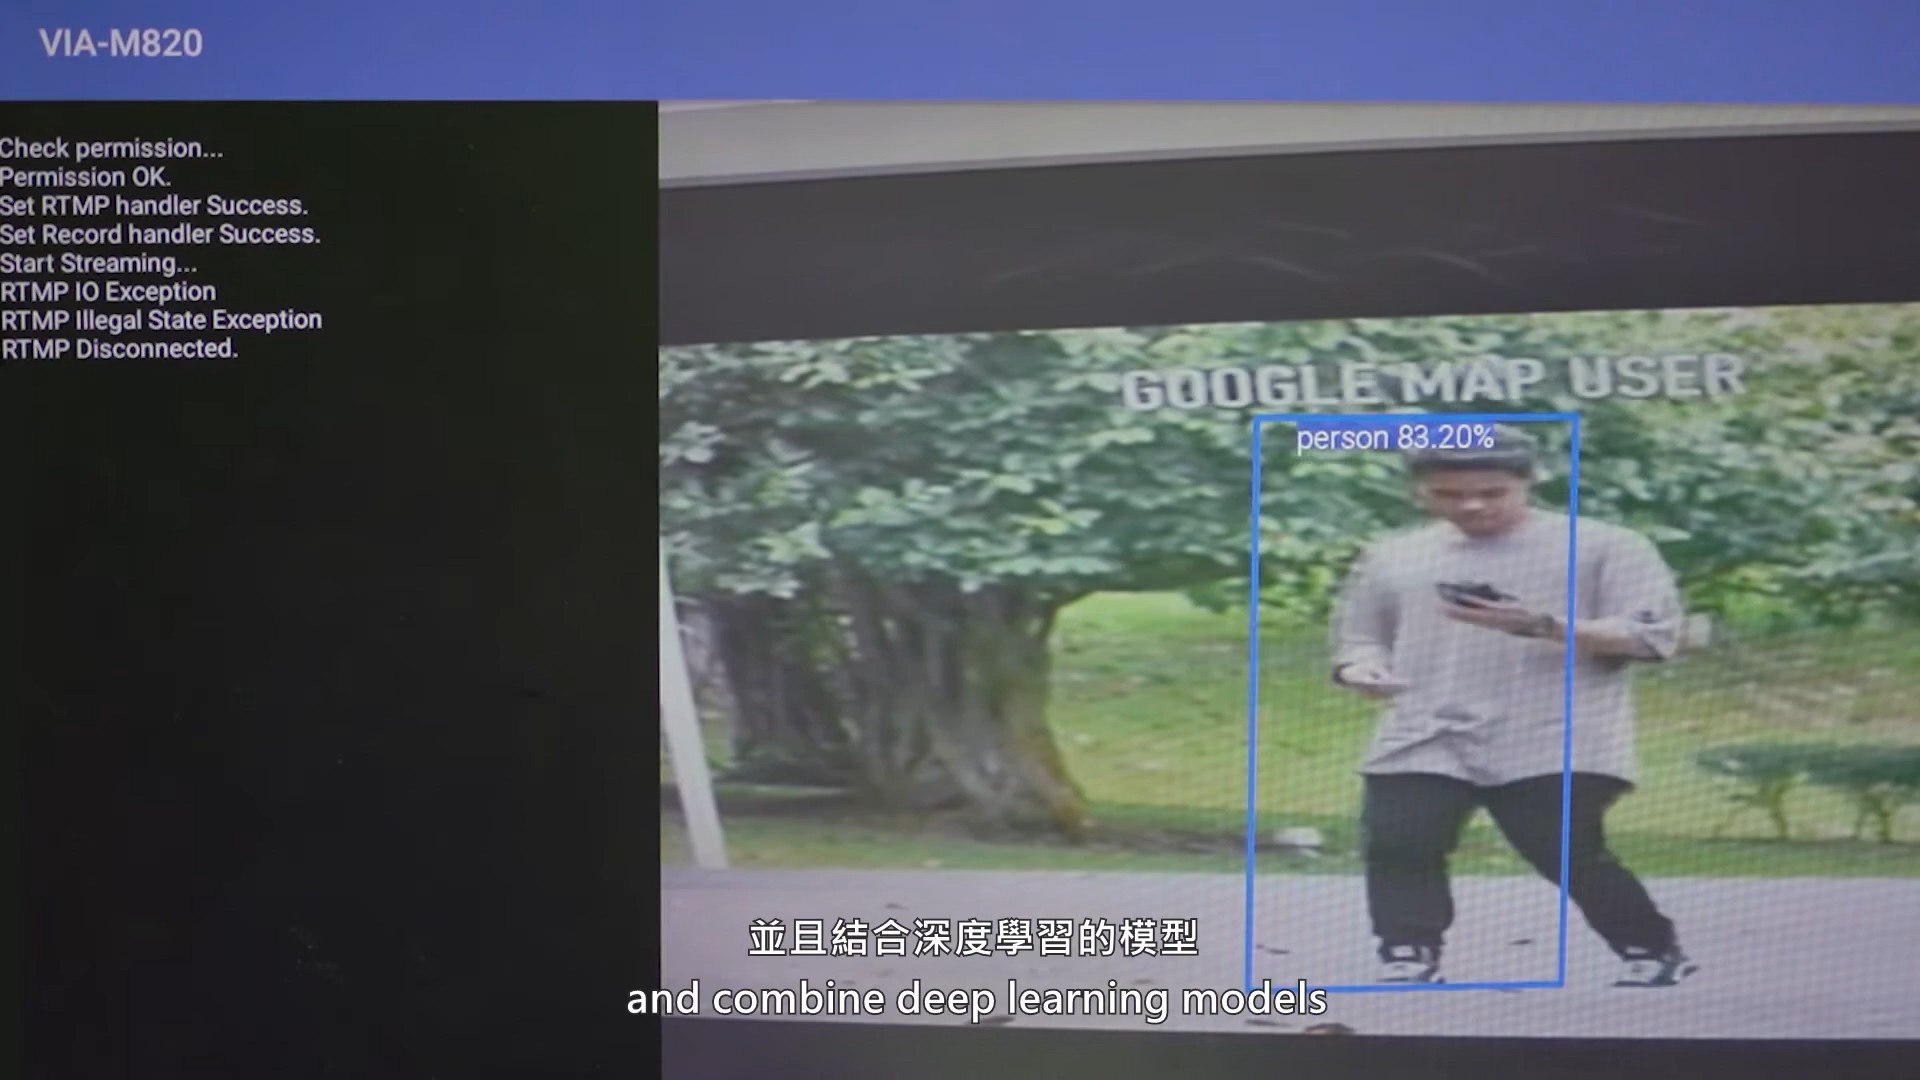 VIA-M820
Check permission...
Permission OK.
Set RTMP handler Success.
Set Record handler Success.
Start Streaming...
RTMP IO Exception
RTMP Illegal State Exception
RTMP Disconnected.
GOOGLE MAP USER
person 83.20%
並且結合深度學習的模型
and combine deep learning models